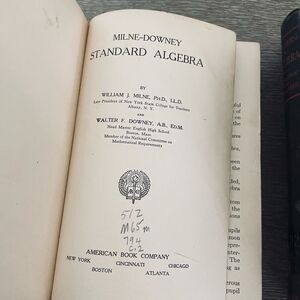 MILNE-DOWNEY
STANDARD ALGEBRA
BY
WILLIAM J. MILNE, PH.D., LL.D.
Late President of New York State College for Teachers
Albany, N. Y.
AND
WALTER F. DOWNEY, A.B., ED.M.
Head Master English High School
Boston, Mass.
Member of the National Committee on
Mathematical Requirements
512
M65m
794
c.2
AMERICAN BOOK COMPANY
NEW YORK CINCINNATI CHICAGO
BOSTON ATLANTA